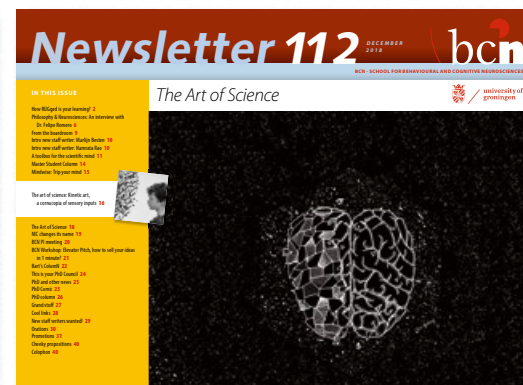 Newsletter 112
DECEMBER
2018
bcn
BCN - SCHOOL FOR BEHAVIOURAL AND COGNITIVE NEUROSCIENCES
IN THIS ISSUE
The Art of Science
university of
groningen
How BUGged is your learning? 2
Philosophy & Neurosciences: An interview with
Dr. Felipe Romero 6
From the boardroom 9
Intro new staff writer: Marlijn Besten 10
Intro new staff writer: Namrata Rao 10
A toolbox for the scientific mind 11
Master Student Column 14
Mindwise: Trip your mind 15
The art of science: Kinetic art,
a cornucopia of sensory inputs 16
The Art of Science 18
NIC changes its name 19
BCN PI meeting 20
BCN Workshop: Elevator Pitch, how to sell your ideas
in 1 minute? 21
Bart's ColumN 22
This is your PhD Council 24
PhD and other news 25
PhD Comic 25
PhD column 26
Grand stuff 27
Cool links 28
New staff writers wanted! 29
Orations 30
Promotions 31
Cheeky propositions 40
Colophon 40